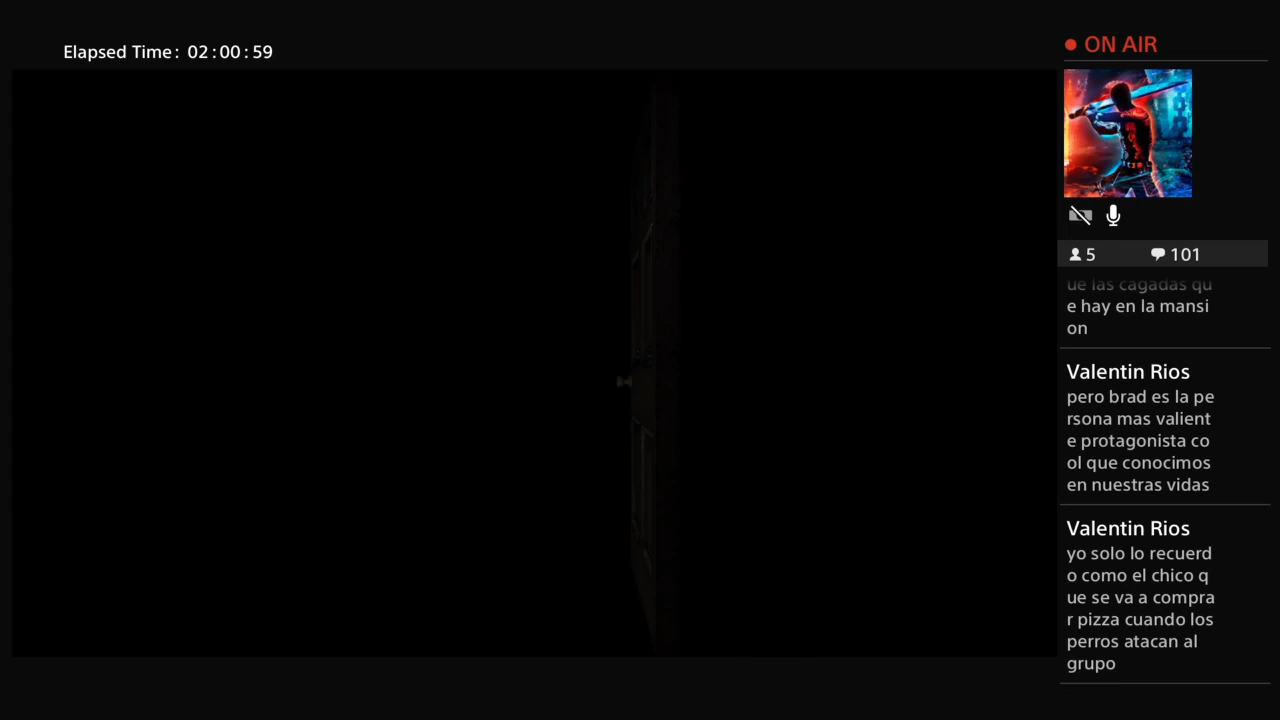 Elapsed Time: 02:00:59
ON AIR
5 101
ue las cagadas qu
e hay en la mansi
on
Valentin Rios
pero brad es la pe
rsona mas valient
e protagonista co
ol que conocimos
en nuestras vidas
Valentin Rios
yo solo lo recuerd
o como el chico q
ue se va a compra
r pizza cuando los
perros atacan al
grupo